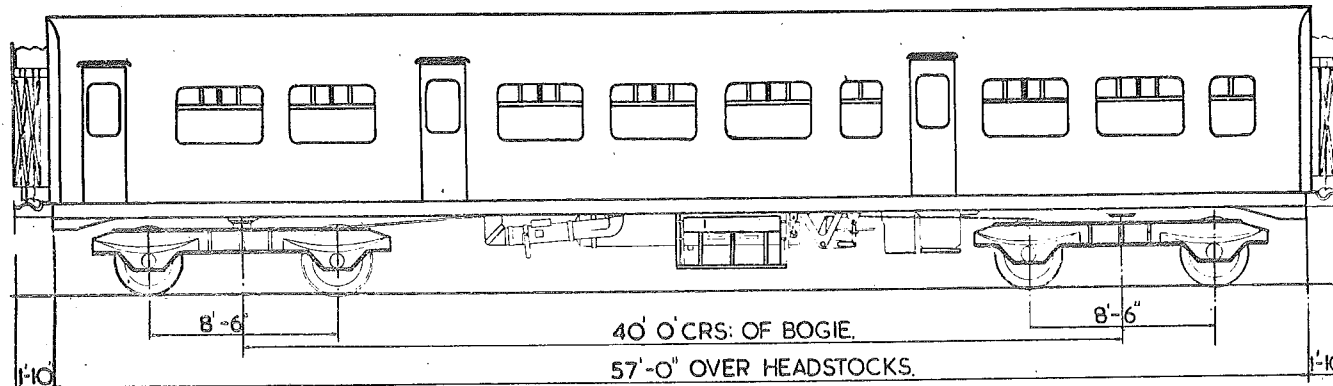 8'-6"
8'-6"
40' 0" CRS: OF BOGIE.
57'-0" OVER HEADSTOCKS.
1'-10"
1'-10